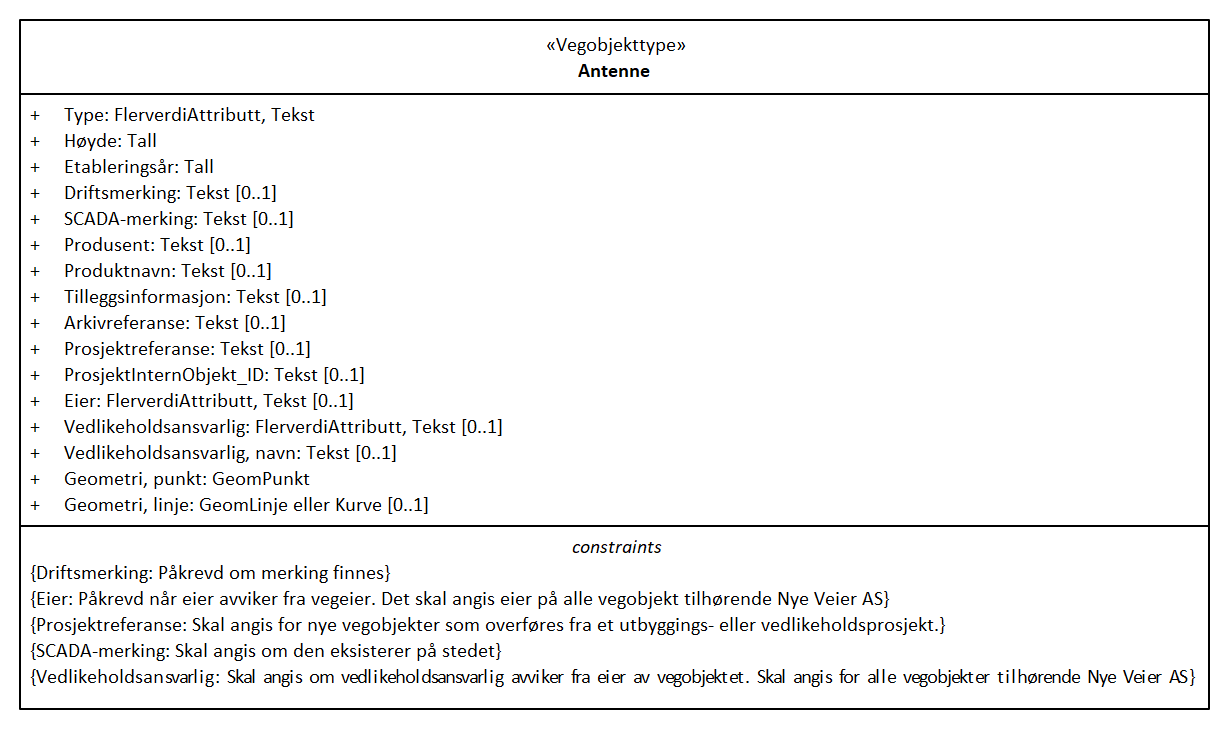 «Vegobjekttype»
Antenne
+ Type: FlerverdiAttributt, Tekst
+ Høyde: Tall
+ Etableringsår: Tall
+ Driftsmerking: Tekst [0..1]
+ SCADA-merking: Tekst [0..1]
+ Produsent: Tekst [0..1]
+ Produktnavn: Tekst [0..1]
+ Tilleggsinformasjon: Tekst [0..1]
+ Arkivreferanse: Tekst [0..1]
+ Prosjektreferanse: Tekst [0..1]
+ ProsjektInternObjekt_ID: Tekst [0..1]
+ Eier: FlerverdiAttributt, Tekst [0..1]
+ Vedlikeholdsansvarlig: FlerverdiAttributt, Tekst [0..1]
+ Vedlikeholdsansvarlig, navn: Tekst [0..1]
+ Geometri, punkt: GeomPunkt
+ Geometri, linje: GeomLinje eller Kurve [0..1]
constraints
{Driftsmerking: Påkrevd om merking finnes}
{Eier: Påkrevd når eier avviker fra vegeier. Det skal angis eier på alle vegobjekt tilhørende Nye Veier AS}
{Prosjektreferanse: Skal angis for nye vegobjekter som overføres fra et utbyggings- eller vedlikeholdsprosjekt.}
{SCADA-merking: Skal angis om den eksisterer på stedet}
{Vedlikeholdsansvarlig: Skal angis om vedlikeholdsansvarlig avviker fra eier av vegobjektet. Skal angis for alle vegobjekter tilhørende Nye Veier AS}